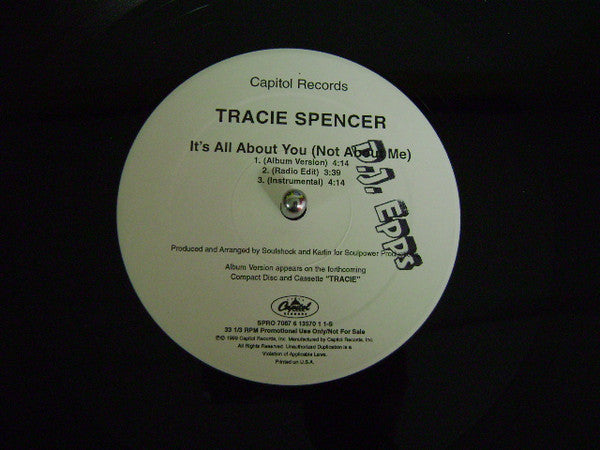 Capitol Records
TRACIE SPENCER
It's All About You (Not About Me)
1. (Album Version) 4:14
2. (Radio Edit) 3:39
3. (Instrumental) 4:14
D.J. EPPS
Produced and Arranged by Soulshock and Karlin for Soulpower
Album Version appears on the forthcoming
Compact Disc and Cassette "TRACIE"
Capitol
RECORDS
SPRO 7087 6 13570 1 1-S
33 1/3 RPM Promotional Use Only/Not For Sale
℗© 1999 Capitol Records, Inc. Manufactured by Capitol Records, Inc.
All Rights Reserved. Unauthorized Duplication is a
Violation of Applicable Laws.
Printed in U.S.A.